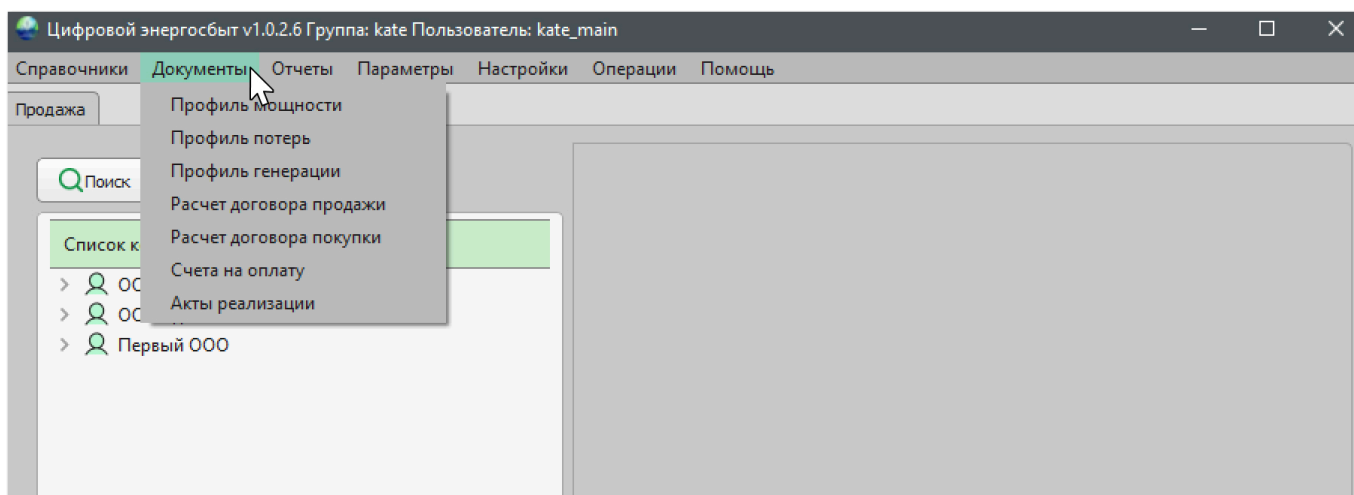 Цифровой энергосбыт v1.0.2.6 Группа: kate Пользователь: kate_main
Справочники Документы Отчеты Параметры Настройки Операции Помощь
Продажа
Профиль мощности
Профиль потерь
Профиль генерации
Поиск
Расчет договора продажи
Расчет договора покупки
Список
Счета на оплату
Акты реализации
Первый ООО